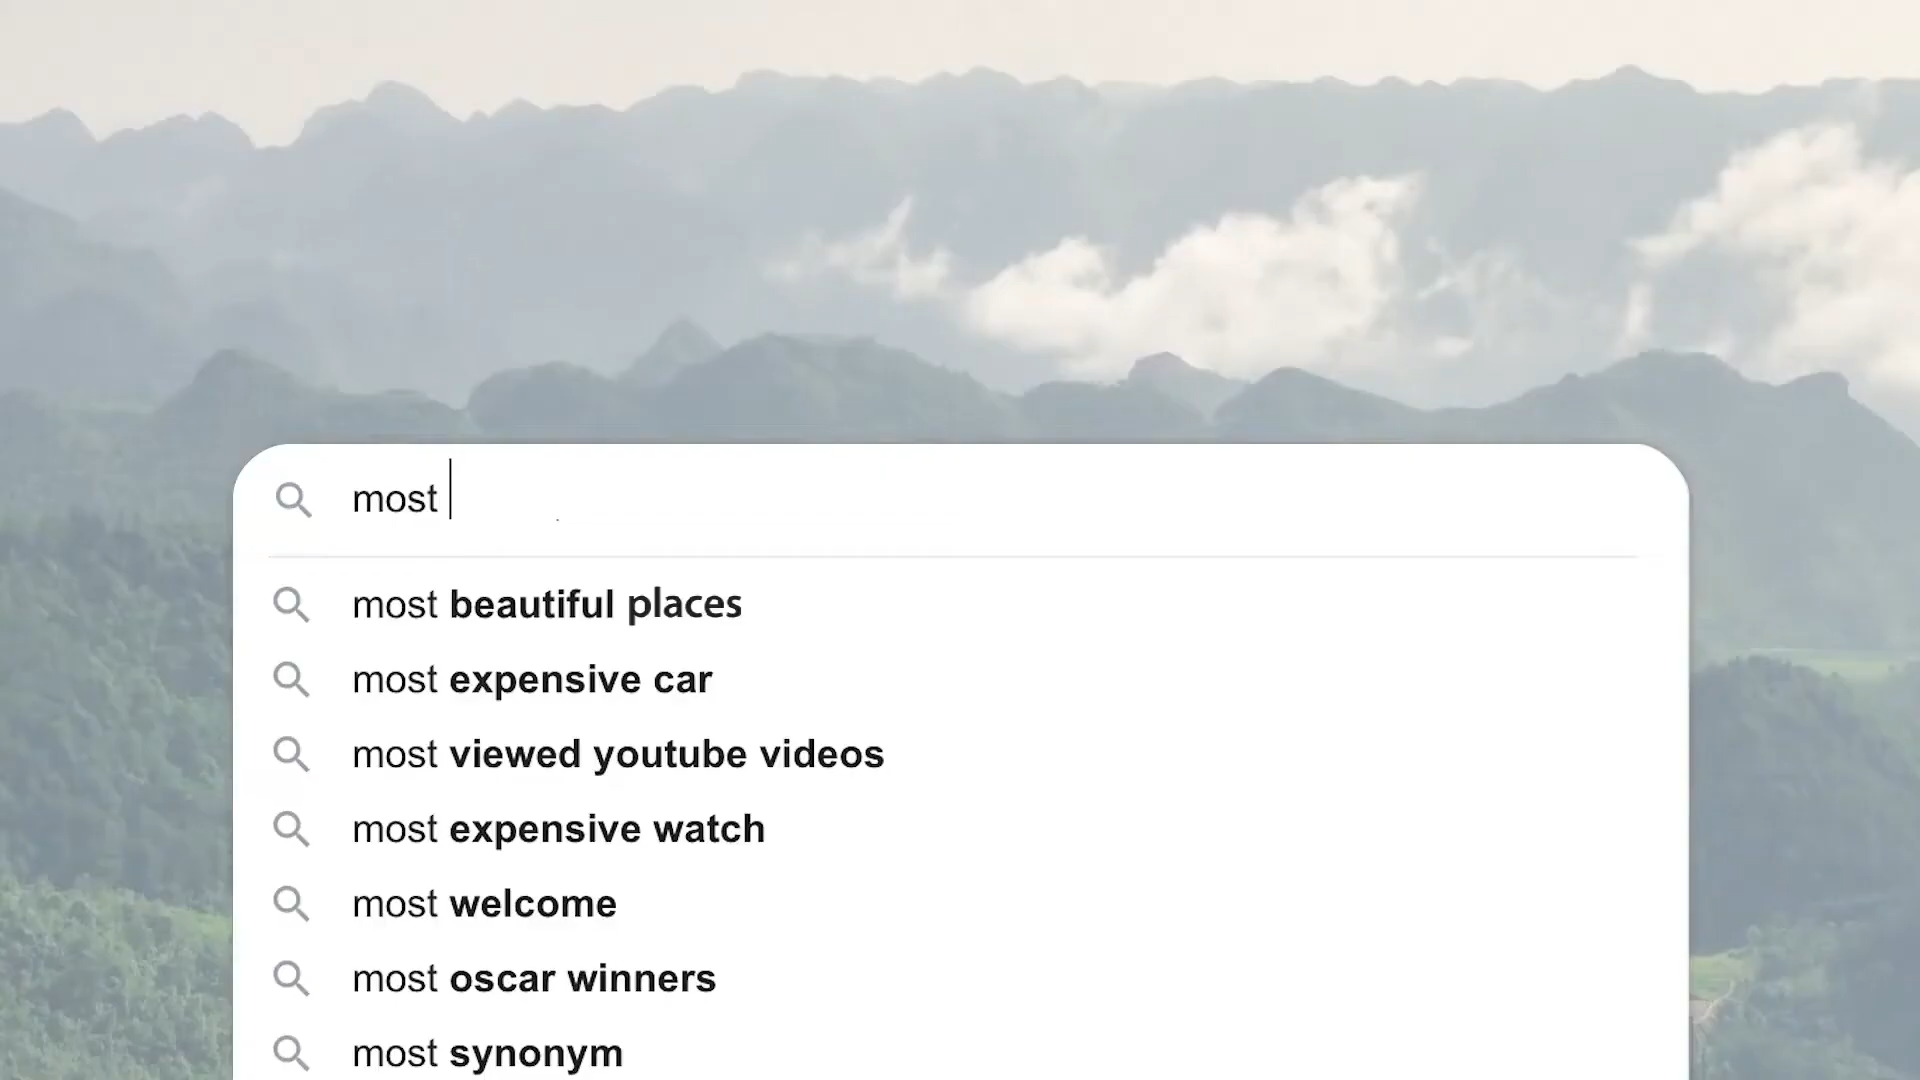 most
most beautiful places
most expensive car
most viewed youtube videos
most expensive watch
most welcome
most oscar winners
most synonym